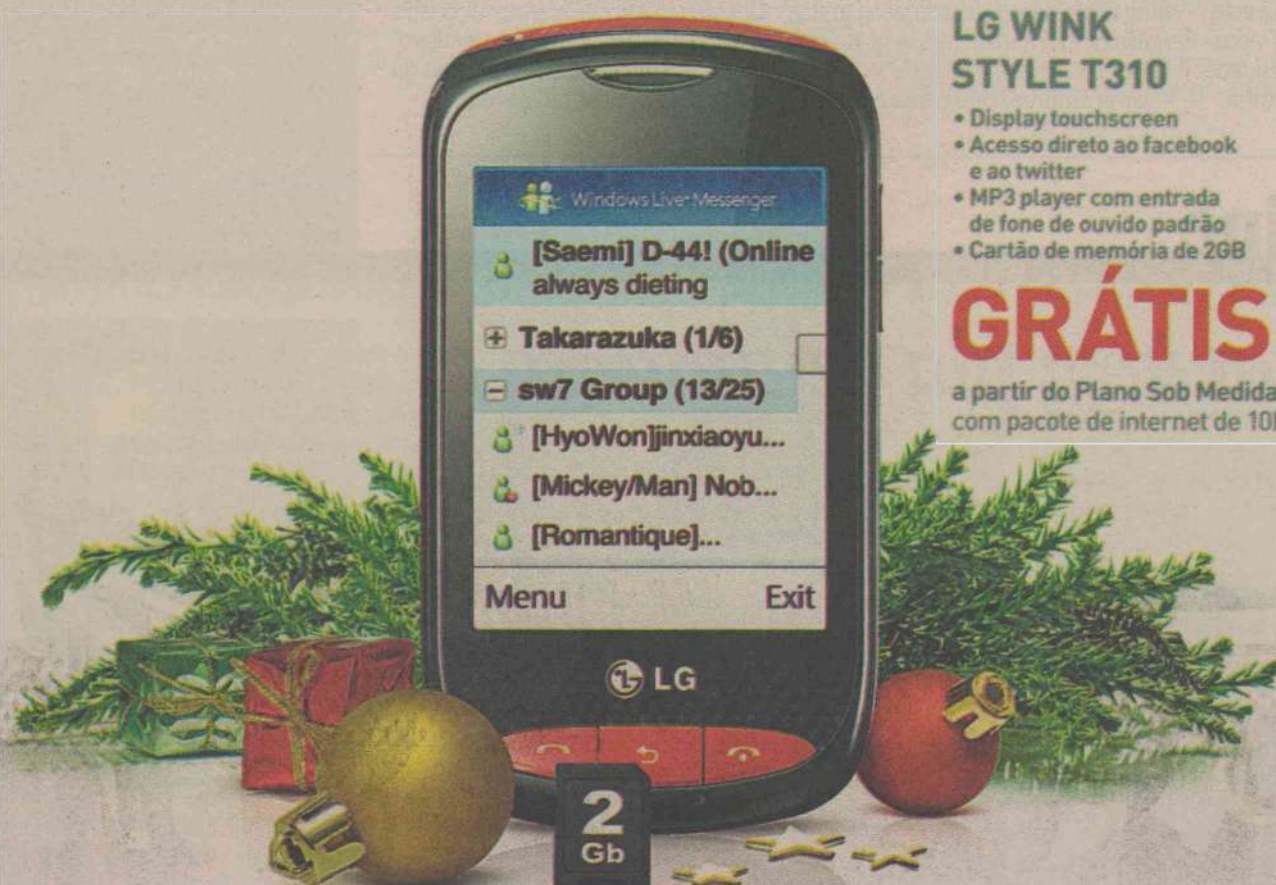 LG WINK
STYLE T310
• Display touchscreen
• Acesso direto ao facebook
e ao twitter
• MP3 player com entrada
de fone de ouvido padrão
• Cartão de memória de 2GB
GRÁTIS
a partir do Plano Sob Medida
com pacote de internet de
Windows Live Messenger
[Saemi] D-44! (Online
always dieting
Takarazuka (1/6)
sw7 Group (13/25)
[HyoWon]jinxiaoyu...
[Mickey/Man] Nob...
[Romantique]...
Menu Exit
LG
2
Gb